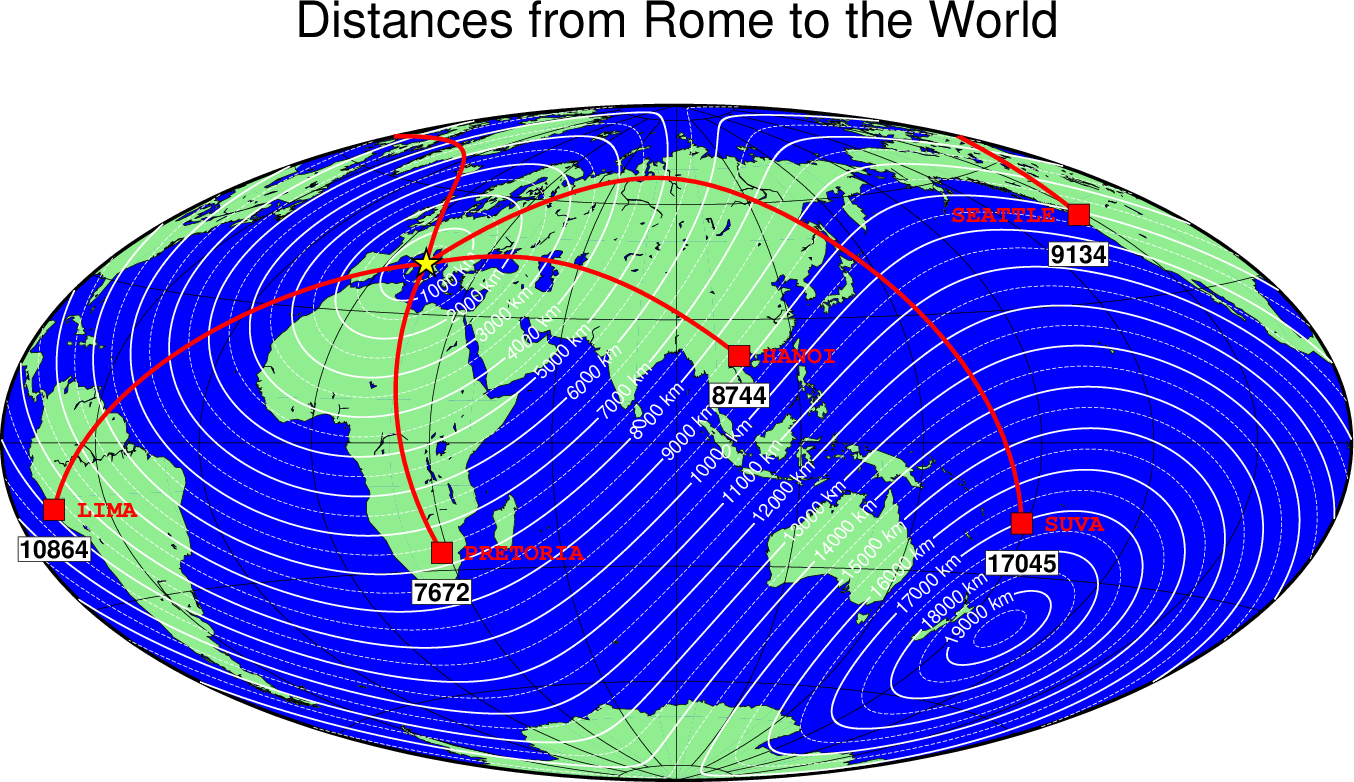 Distances from Rome to the World
SEATTLE
9134
1000 km
2000 km
3000 km
4000 km
5000 km
6000 km
7000 km
8000 km
9000 km
10000 km
11000 km
12000 km
13000 km
14000 km
15000 km
16000 km
17000 km
18000 km
19000 km
HANOI
8744
LIMA
10864
PRETORIA
7672
SUVA
17045